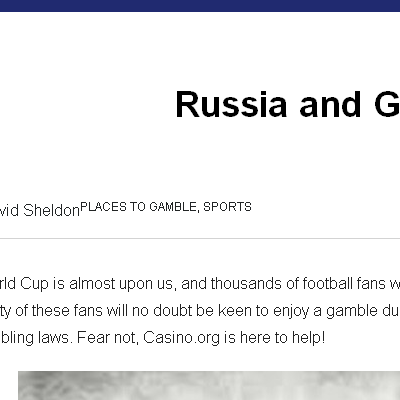 Russia and G
vid Sheldon PLACES TO GAMBLE, SPORTS
rld Cup is almost upon us, and thousands of football fans w
ty of these fans will no doubt be keen to enjoy a gamble du
bling laws. Fear not, Casino.org is here to help!